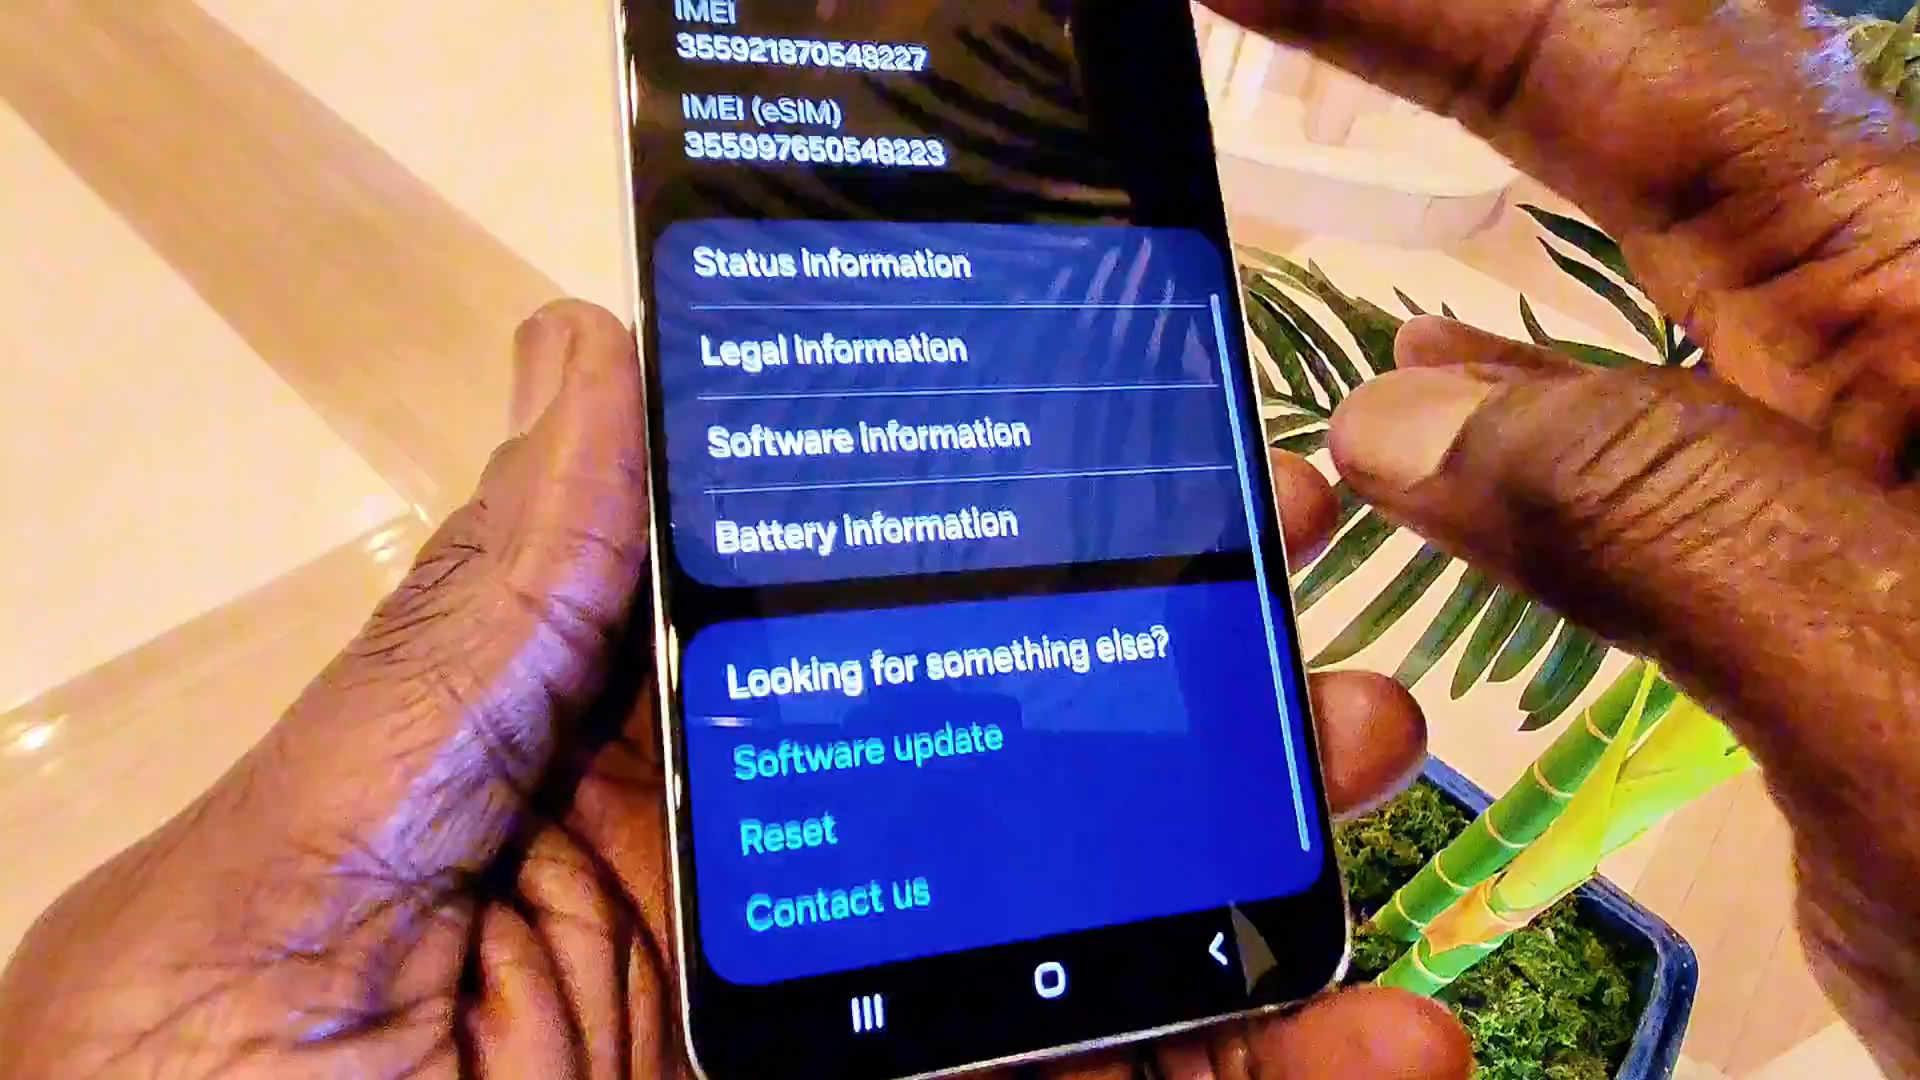 IMEI
355921870548227
IMEI (eSIM)
355997650548223
Status information
Legal information
Software information
Battery information
Looking for something else?
Software update
Reset
Contact us